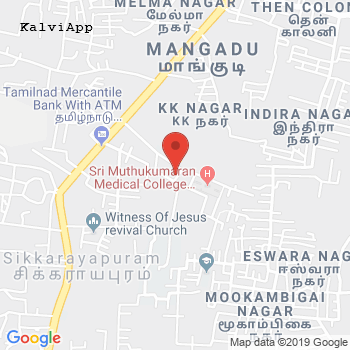 MELMA NAGAR
மேல்மா
நகர்
THEN COLON
தென்
காலனி
KalviApp
MANGADU
மாங்குடி
Tamilnad Mercantile
Bank With ATM
தமிழ்நாடு...
KK NAGAR
KK நகர்
INDIRA NAGA
இந்திரா
நகர்
Sri Muthukumaran
Medical College...
H
Witness Of Jesus
revival Church
Sikkarayapuram
சிக்கராயபுரம்
ESWARA NAG
ஈஸ்வரா
நகர்
MOOKAMBIGAI
NAGAR
மூகாம்பிகை
நகர்
Google
Map data ©2019 Google